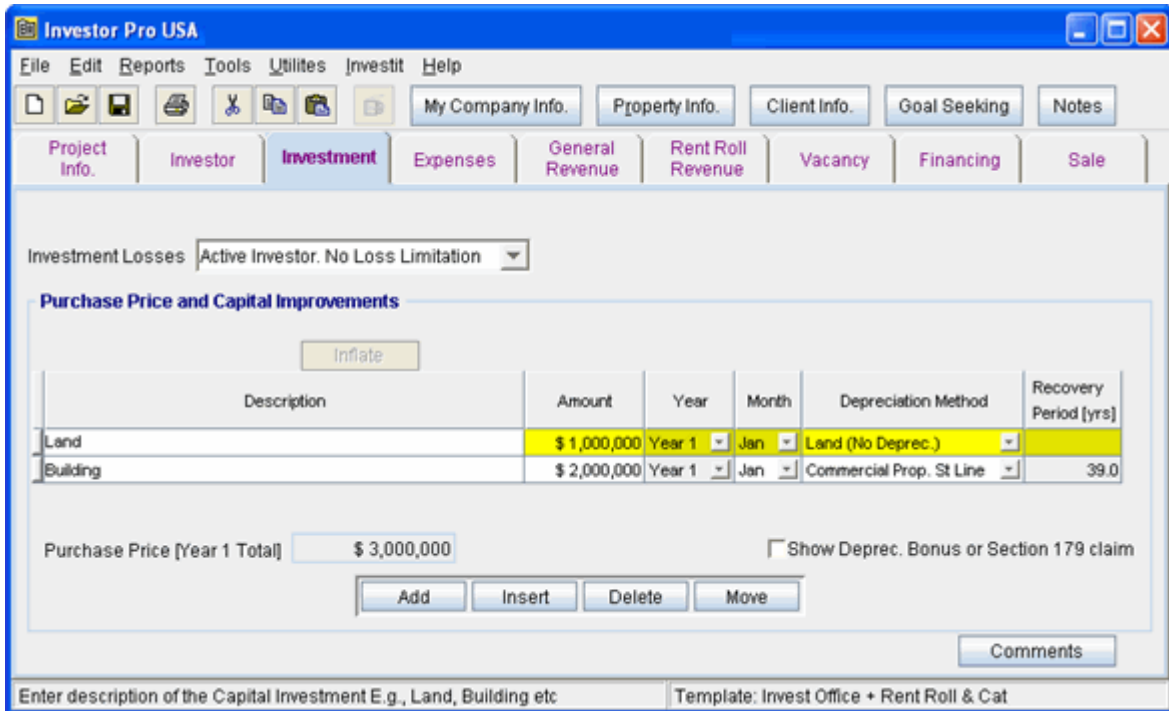 Investor Pro USA
File Edit Reports Tools Utilites Investit Help
My Company Info. Property Info. Client Info. Goal Seeking Notes
Project Info. Investor Investment Expenses General Revenue Rent Roll Revenue Vacancy Financing Sale
Investment Losses Active Investor. No Loss Limitation
Purchase Price and Capital Improvements
Inflate
Description Amount Year Month Depreciation Method Recovery Period [yrs]
Land $ 1,000,000 Year 1 Jan Land (No Deprec.)
Building $ 2,000,000 Year 1 Jan Commercial Prop. St Line 39.0
Purchase Price [Year 1 Total] $ 3,000,000 Show Deprec. Bonus or Section 179 claim
Add Insert Delete Move
Comments
Enter description of the Capital Investment E.g., Land, Building etc Template: Invest Office + Rent Roll & Cat